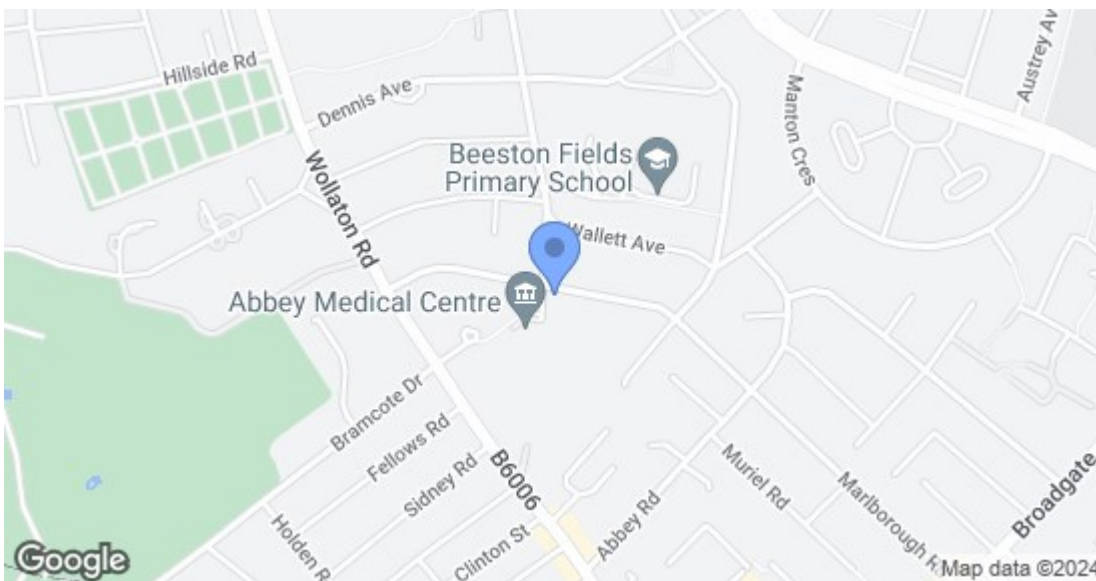 Hillside Rd
Dennis Ave
Austrey Av
Manton Cres
Beeston Fields
Primary School
Wollaton Rd
Wallett Ave
Abbey Medical Centre
Bramcote Dr
Fellows Rd
Sidney Rd
B6006
Muriel Rd
Marlborough R
Broadgate
Holden R
Clinton St
Abbey Rd
Google
Map data ©2024